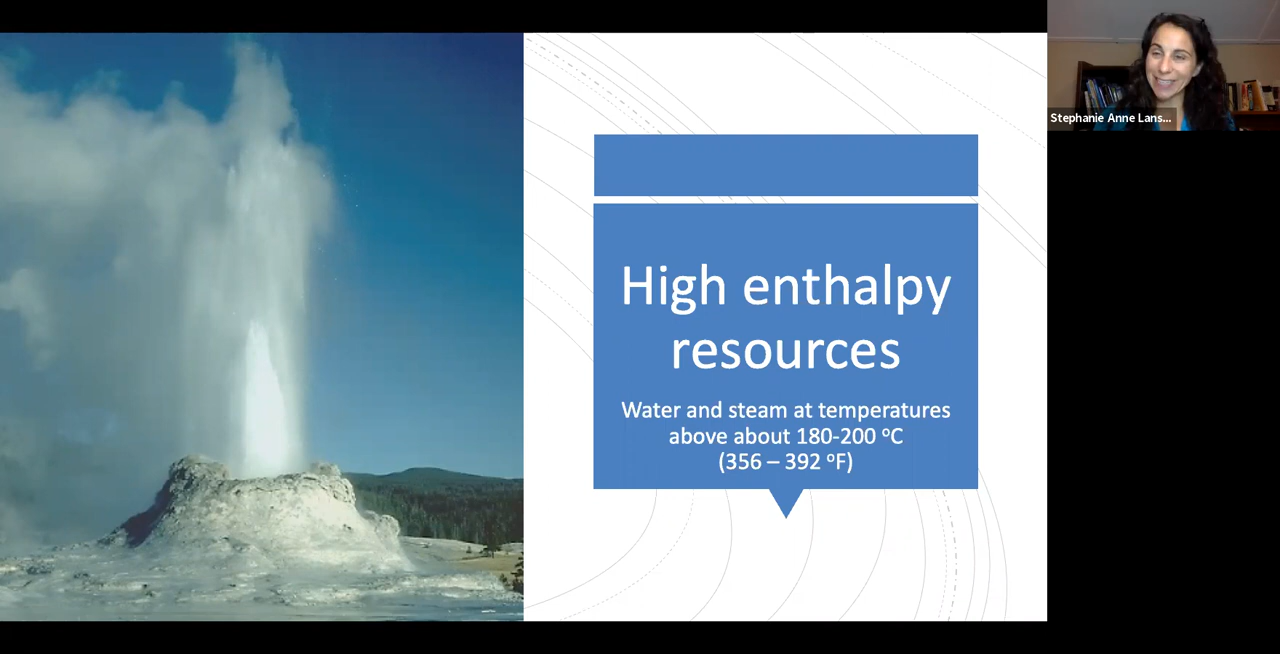 High enthalpy
resources
Water and steam at temperatures
above about 180-200 ºC
(356 – 392 ºF)
Stephanie Anne Lans...